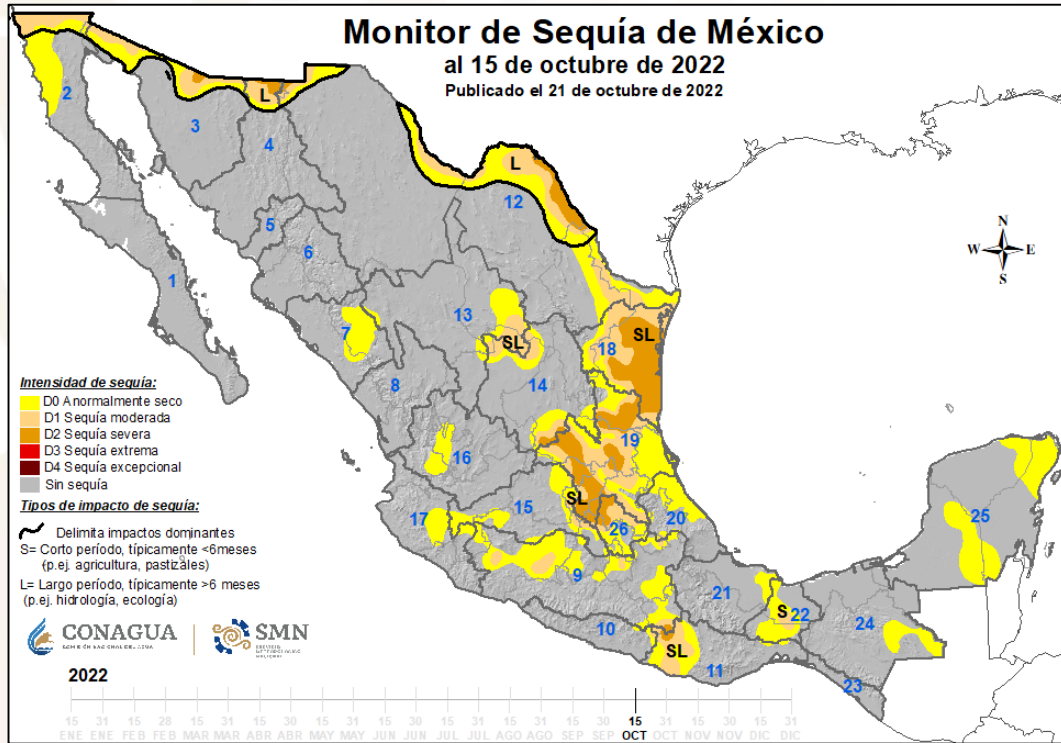 Monitor de Sequía de México
al 15 de octubre de 2022
Publicado el 21 de octubre de 2022
N
W E
S
L
L
SL
SL
SL
SL
S
1
2
3
4
5
6
7
8
9
10
11
12
13
14
15
16
17
18
19
20
21
22
23
24
25
26
Intensidad de sequía:
D0 Anormalmente seco
D1 Sequía moderada
D2 Sequía severa
D3 Sequía extrema
D4 Sequía excepcional
Sin sequía
Tipos de impacto de sequía:
Delimita impactos dominantes
S= Corto período, típicamente <6meses
(p.ej. agricultura, pastizales)
L= Largo período, típicamente >6 meses
(p.ej. hidrología, ecología)
CONAGUA
COMISIÓN NACIONAL DEL AGUA
SMN
SERVICIO
METEOROLÓGICO
NACIONAL
2022
15 31 15 28 15 31 15 30 15 31 15 30 15 31 15 31 15 30 15 31 15 30 15 31
ENE ENE FEB FEB MAR MAR ABR ABR MAY MAY JUN JUN JUL JUL AGO AGO SEP SEP OCT OCT NOV NOV DIC DIC